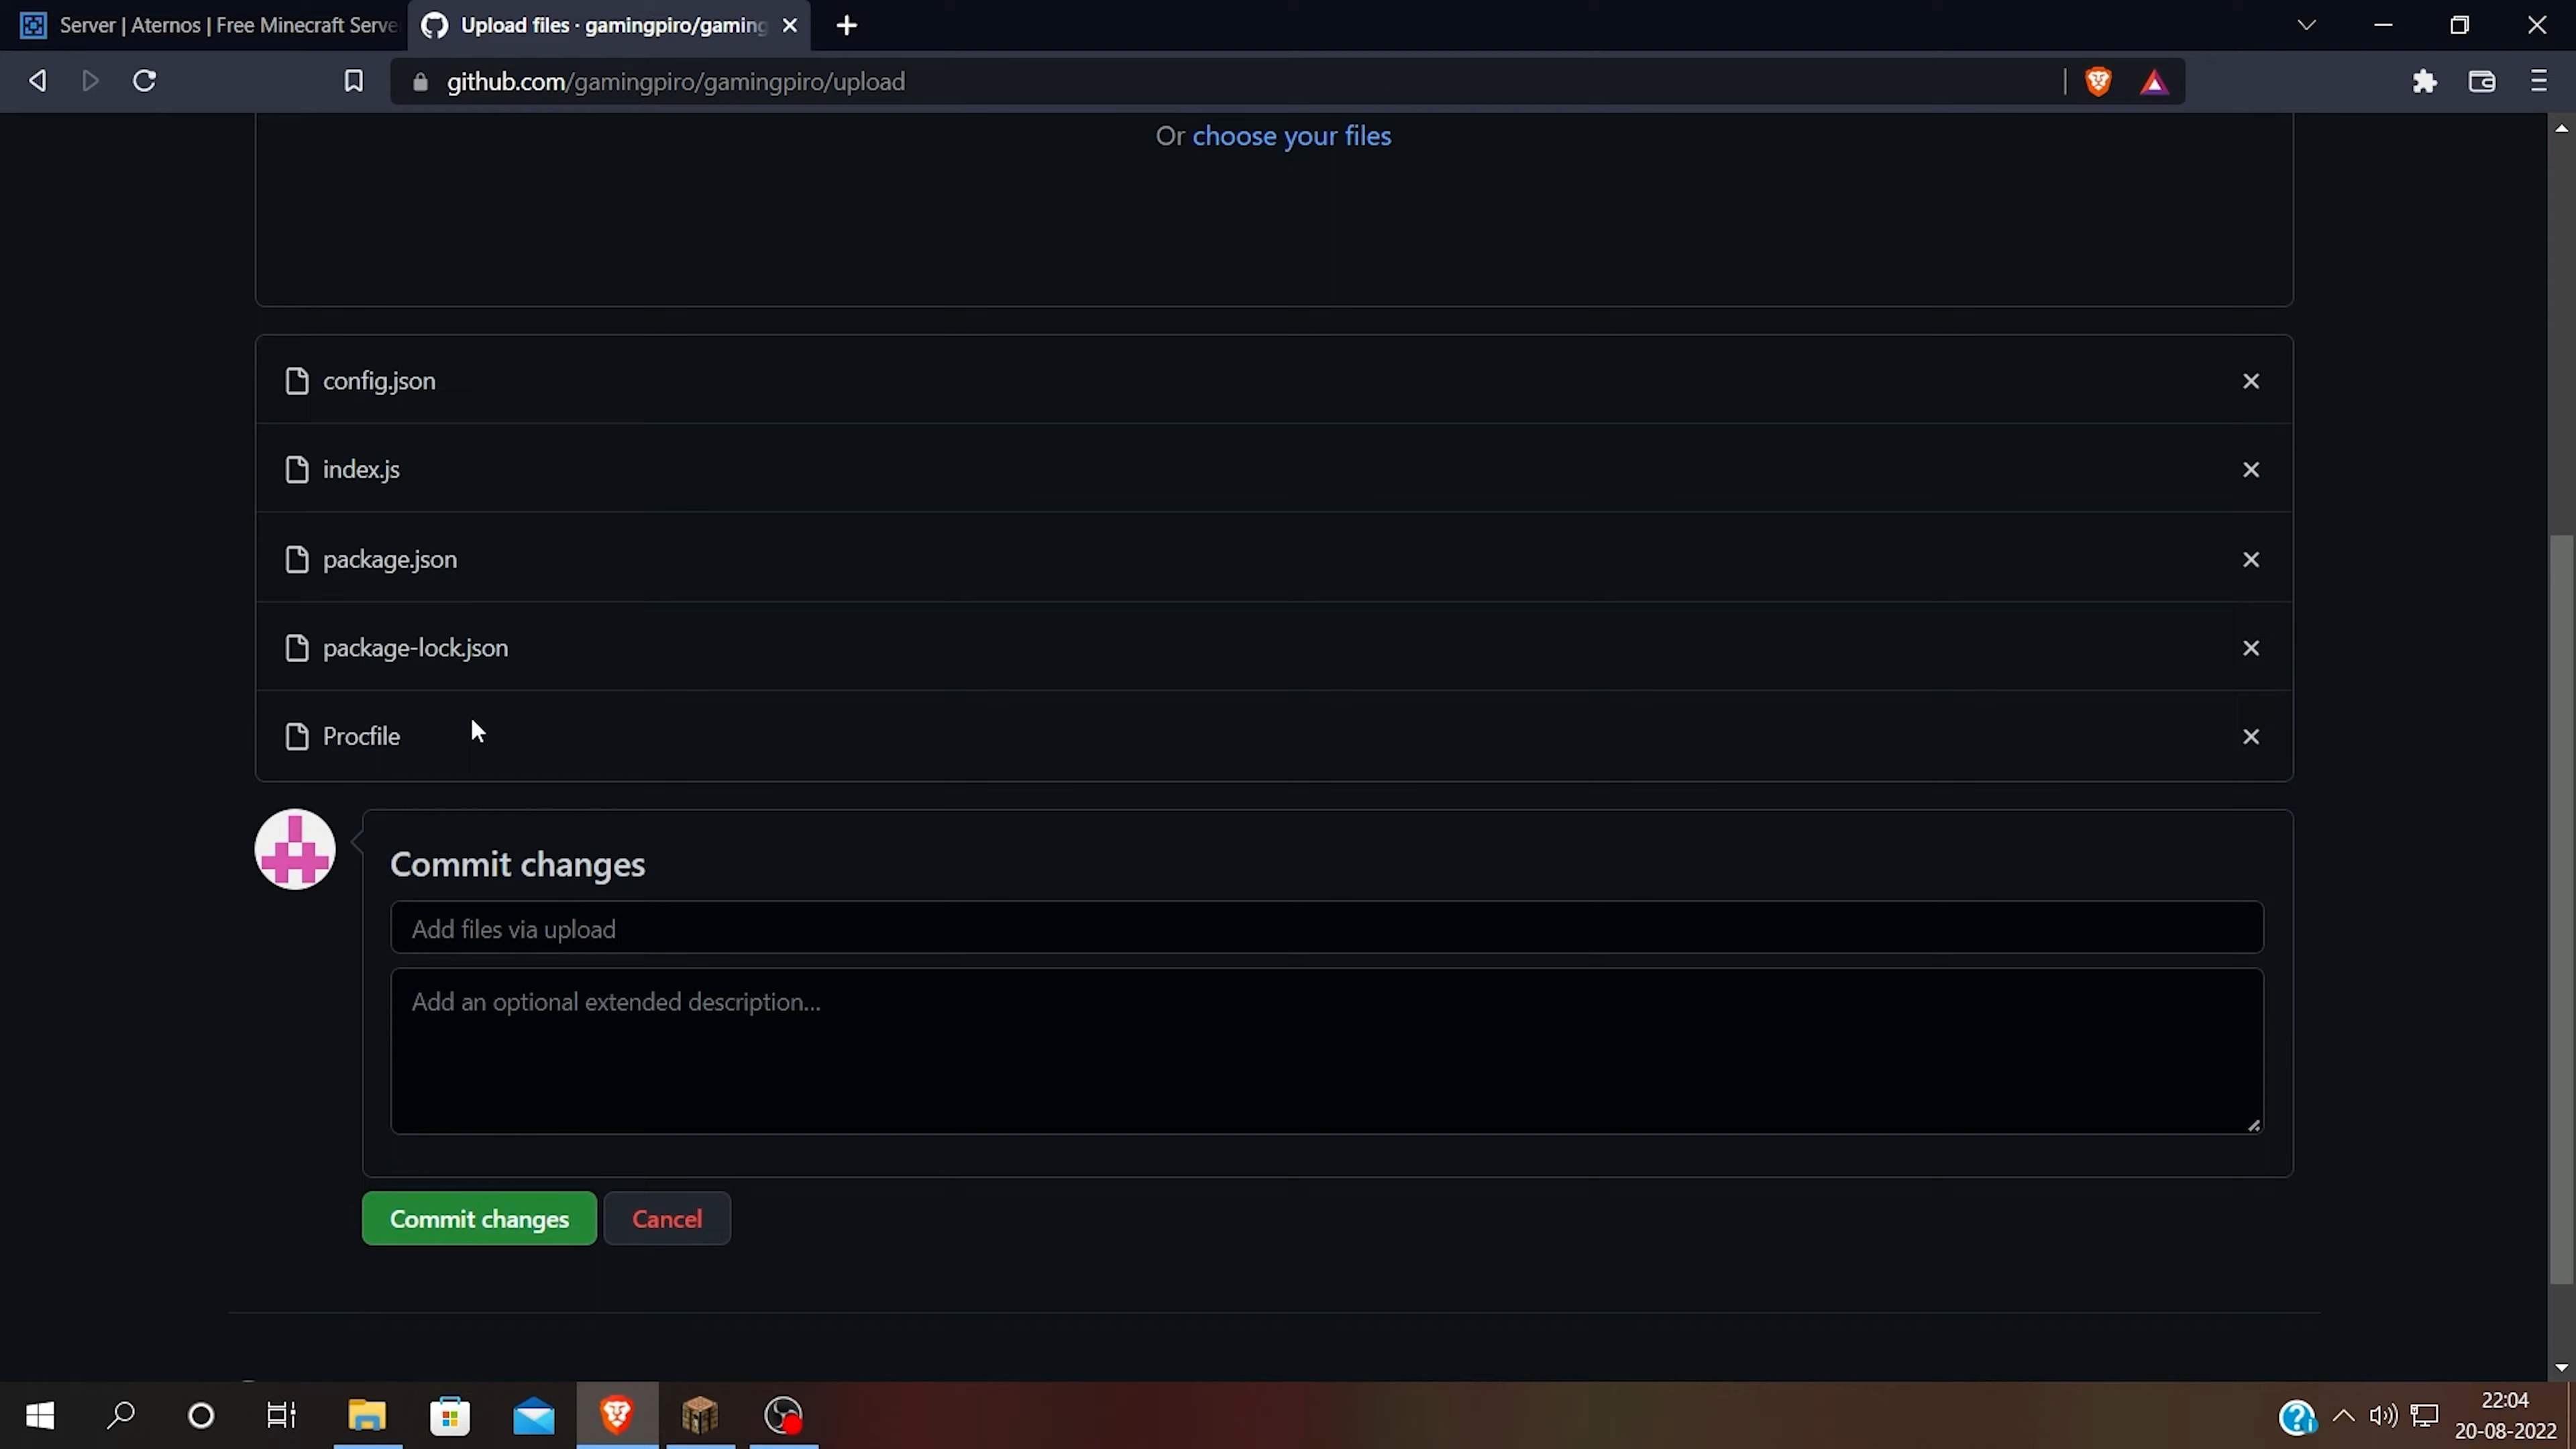 Server | Aternos | Free Minecraft Serve
Upload files · gamingpiro/gaming
github.com/gamingpiro/gamingpiro/upload
Or choose your files
config.json
index.js
package.json
package-lock.json
Procfile
Commit changes
Add files via upload
Add an optional extended description...
Commit changes
Cancel
22:04
20-08-2022